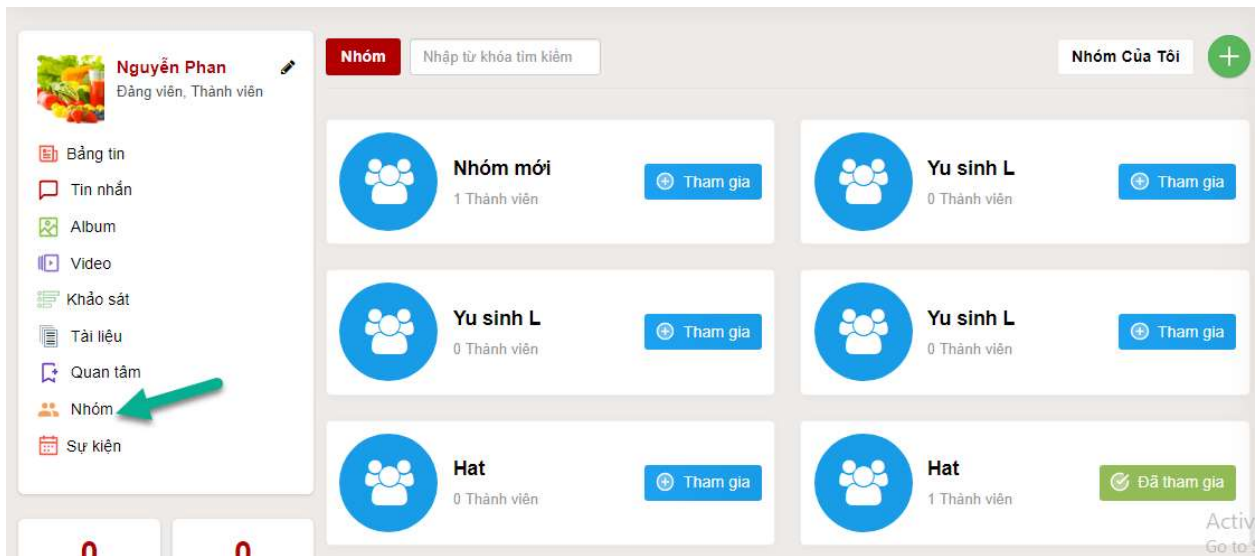 Nguyễn Phan
Đảng viên, Thành viên
Bảng tin
Tin nhắn
Album
Video
Khảo sát
Tài liệu
Quan tâm
Nhóm
Sự kiện
0 0
Nhóm Nhập từ khóa tìm kiếm Nhóm Của Tôi
Nhóm mới
1 Thành viên
Tham gia
Yu sinh L
0 Thành viên
Tham gia
Yu sinh L
0 Thành viên
Tham gia
Yu sinh L
0 Thành viên
Tham gia
Hat
0 Thành viên
Tham gia
Hat
1 Thành viên
Đã tham gia
Activ
Go to